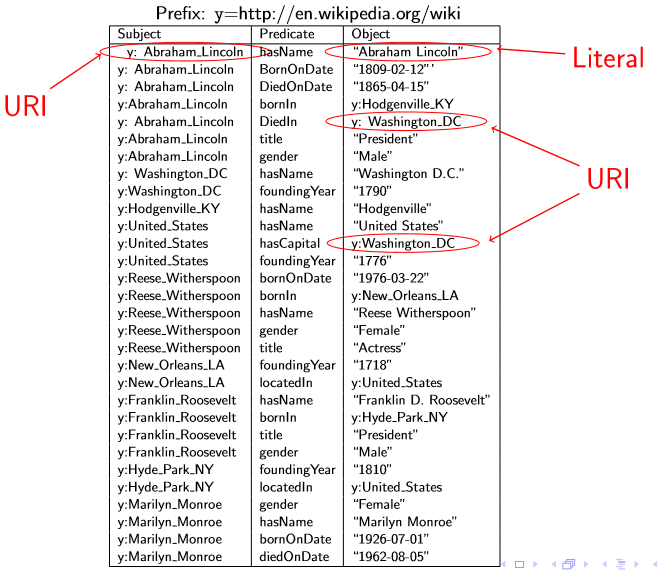 Prefix: y=http://en.wikipedia.org/wiki
Subject Predicate Object
y: Abraham_Lincoln hasName “Abraham Lincoln”
y: Abraham_Lincoln BornOnDate “1809-02-12”'
y: Abraham_Lincoln DiedOnDate “1865-04-15”
y:Abraham_Lincoln bornIn y:Hodgenville_KY
y: Abraham_Lincoln DiedIn y: Washington_DC
y:Abraham_Lincoln title “President”
y:Abraham_Lincoln gender “Male”
y: Washington_DC hasName “Washington D.C.”
y:Washington_DC foundingYear “1790”
y:Hodgenville_KY hasName “Hodgenville”
y:United_States hasName “United States”
y:United_States hasCapital y:Washington_DC
y:United_States foundingYear “1776”
y:Reese_Witherspoon bornOnDate “1976-03-22”
y:Reese_Witherspoon bornIn y:New_Orleans_LA
y:Reese_Witherspoon hasName “Reese Witherspoon”
y:Reese_Witherspoon gender “Female”
y:Reese_Witherspoon title “Actress”
y:New_Orleans_LA foundingYear “1718”
y:New_Orleans_LA locatedIn y:United_States
y:Franklin_Roosevelt hasName “Franklin D. Roosevelt”
y:Franklin_Roosevelt bornIn y:Hyde_Park_NY
y:Franklin_Roosevelt title “President”
y:Franklin_Roosevelt gender “Male”
y:Hyde_Park_NY foundingYear “1810”
y:Hyde_Park_NY locatedIn y:United_States
y:Marilyn_Monroe gender “Female”
y:Marilyn_Monroe hasName “Marilyn Monroe”
y:Marilyn_Monroe bornOnDate “1926-07-01”
y:Marilyn_Monroe diedOnDate “1962-08-05”
URI
Literal
URI